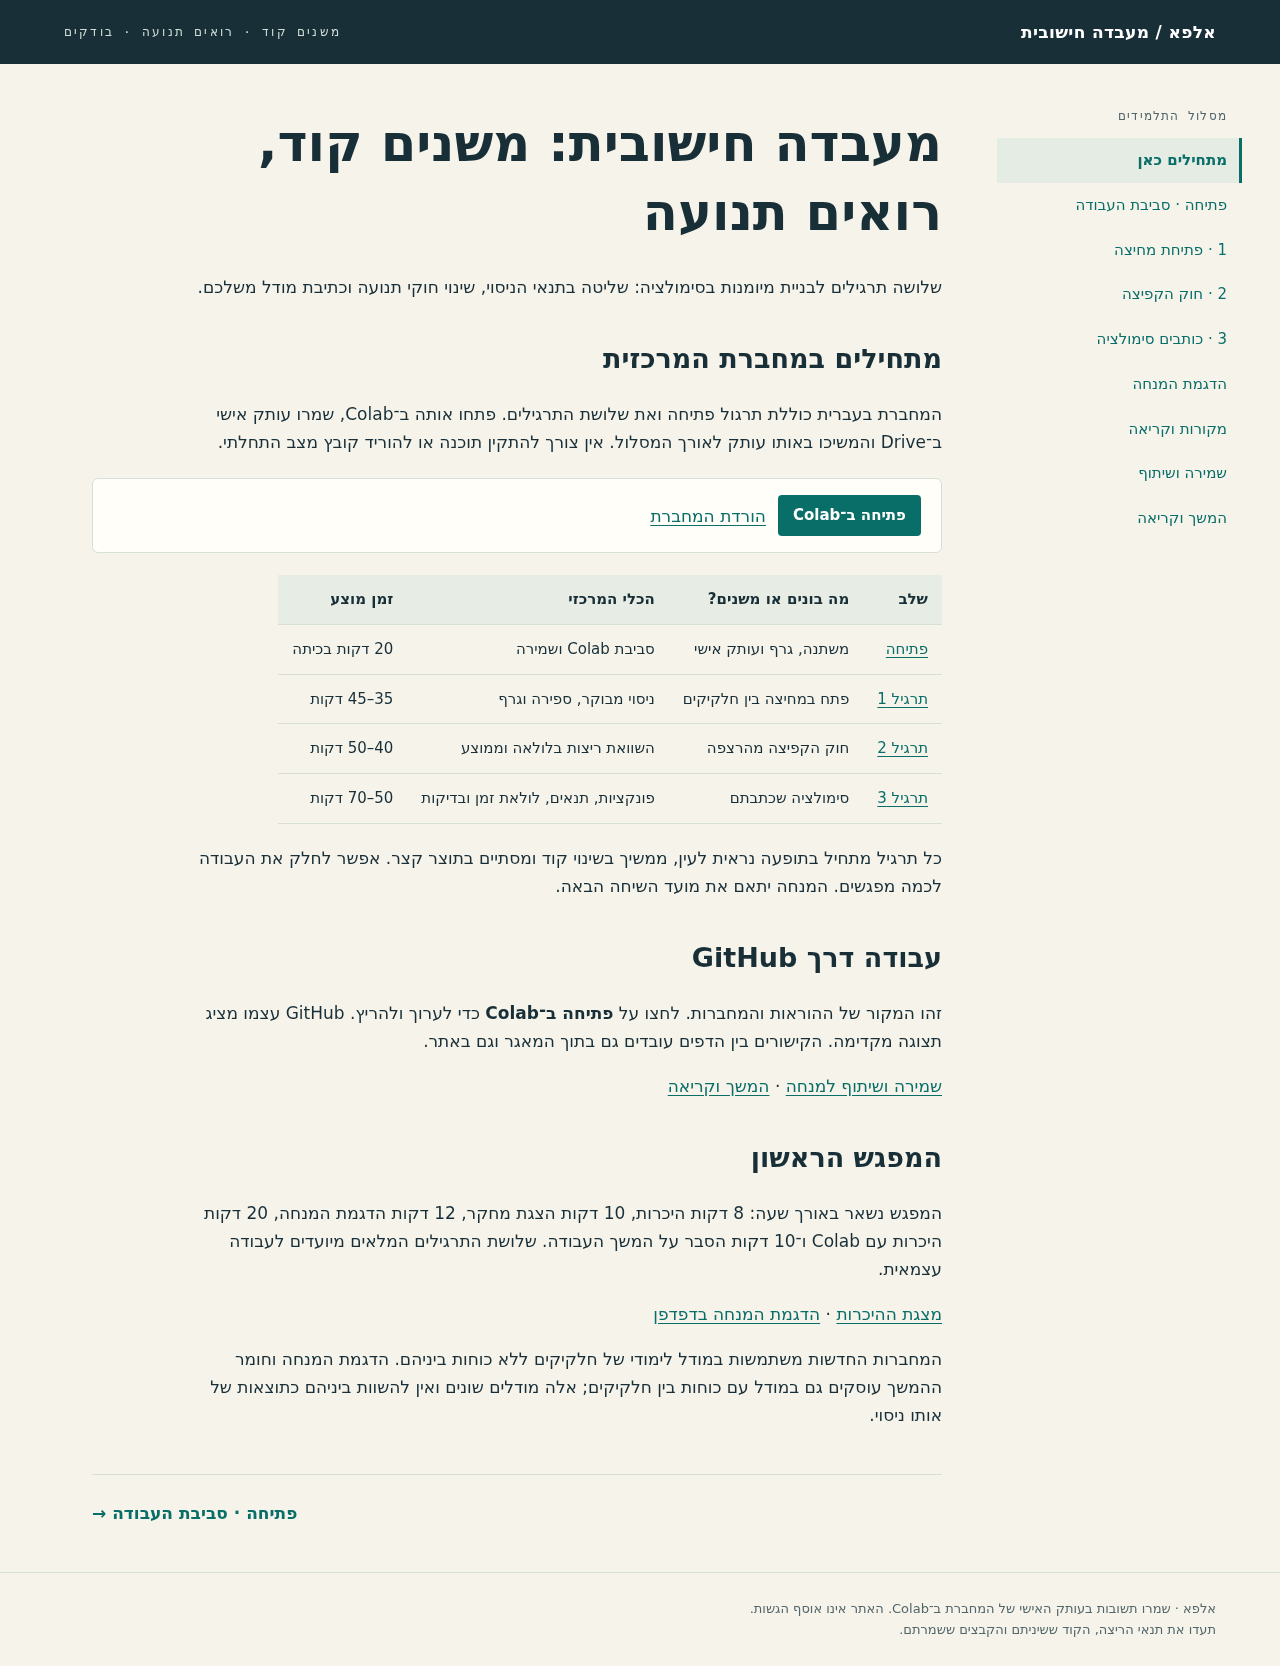 אלפא / מעבדה חישובית
משנים קוד · רואים תנועה · בודקים
מסלול התלמידים
מתחילים כאן
פתיחה · סביבת העבודה
1 · פתיחת מחיצה
2 · חוק הקפיצה
3 · כותבים סימולציה
הדגמת המנחה
מקורות וקריאה
שמירה ושיתוף
המשך וקריאה
מעבדה חישובית: משנים קוד,
רואים תנועה
שלושה תרגילים לבניית מיומנות בסימולציה: שליטה בתנאי הניסוי, שינוי חוקי תנועה וכתיבת מודל משלכם.
מתחילים במחברת המרכזית
המחברת בעברית כוללת תרגול פתיחה ואת שלושת התרגילים. פתחו אותה ב־Colab, שמרו עותק אישי
ב־Drive והמשיכו באותו עותק לאורך המסלול. אין צורך להתקין תוכנה או להוריד קובץ מצב התחלתי.
פתיחה ב־Colab הורדת המחברת
שלב מה בונים או משנים? הכלי המרכזי זמן מוצע
פתיחה משתנה, גרף ועותק אישי סביבת Colab ושמירה 20 דקות בכיתה
תרגיל 1 פתח במחיצה בין חלקיקים ניסוי מבוקר, ספירה וגרף 35–45 דקות
תרגיל 2 חוק הקפיצה מהרצפה השוואת ריצות בלולאה וממוצע 40–50 דקות
תרגיל 3 סימולציה שכתבתם פונקציות, תנאים, לולאת זמן ובדיקות 50–70 דקות
כל תרגיל מתחיל בתופעה נראית לעין, ממשיך בשינוי קוד ומסתיים בתוצר קצר. אפשר לחלק את העבודה
לכמה מפגשים. המנחה יתאם את מועד השיחה הבאה.
עבודה דרך GitHub
זהו המקור של ההוראות והמחברות. לחצו על פתיחה ב־Colab כדי לערוך ולהריץ. GitHub עצמו מציג
תצוגה מקדימה. הקישורים בין הדפים עובדים גם בתוך המאגר וגם באתר.
שמירה ושיתוף למנחה · המשך וקריאה
המפגש הראשון
המפגש נשאר באורך שעה: 8 דקות היכרות, 10 דקות הצגת מחקר, 12 דקות הדגמת המנחה, 20 דקות
היכרות עם Colab ו־10 דקות הסבר על המשך העבודה. שלושת התרגילים המלאים מיועדים לעבודה
עצמאית.
מצגת ההיכרות · הדגמת המנחה בדפדפן
המחברות החדשות משתמשות במודל לימודי של חלקיקים ללא כוחות ביניהם. הדגמת המנחה וחומר
ההמשך עוסקים גם במודל עם כוחות בין חלקיקים; אלה מודלים שונים ואין להשוות ביניהם כתוצאות של
אותו ניסוי.
פתיחה · סביבת העבודה →
אלפא · שמרו תשובות בעותק האישי של המחברת ב־Colab. האתר אינו אוסף הגשות.
תעדו את תנאי הריצה, הקוד ששיניתם והקבצים ששמרתם.